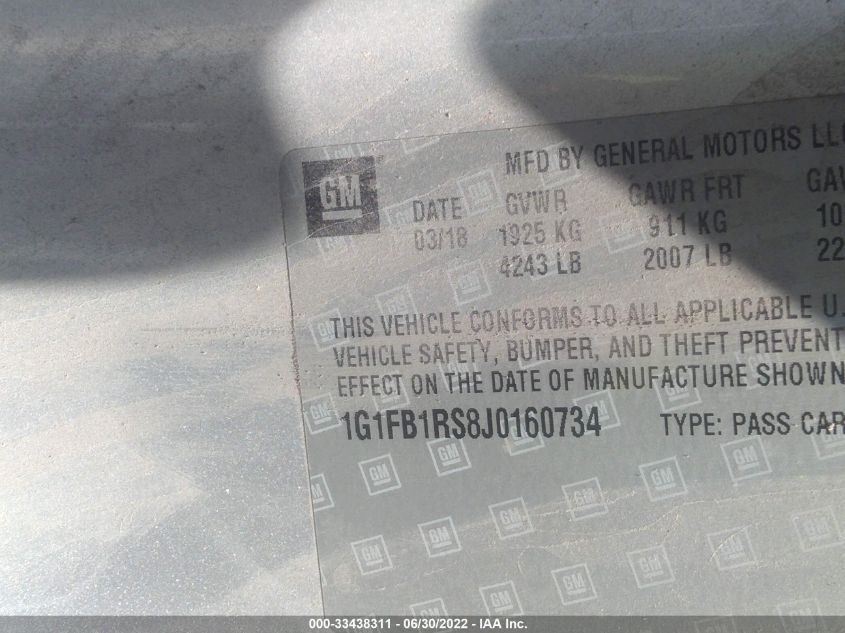 GM
MFD BY GENERAL MOTORS LLC
DATE GVWR GAWR FRT GAW
03/18 1925 KG 911 KG 10
4243 LB 2007 LB 22
THIS VEHICLE CONFORMS TO ALL APPLICABLE U.
VEHICLE SAFETY, BUMPER, AND THEFT PREVENT
EFFECT ON THE DATE OF MANUFACTURE SHOWN
1G1FB1RS8J0160734 TYPE: PASS CAR
000-33438311 - 06/30/2022 - IAA Inc.